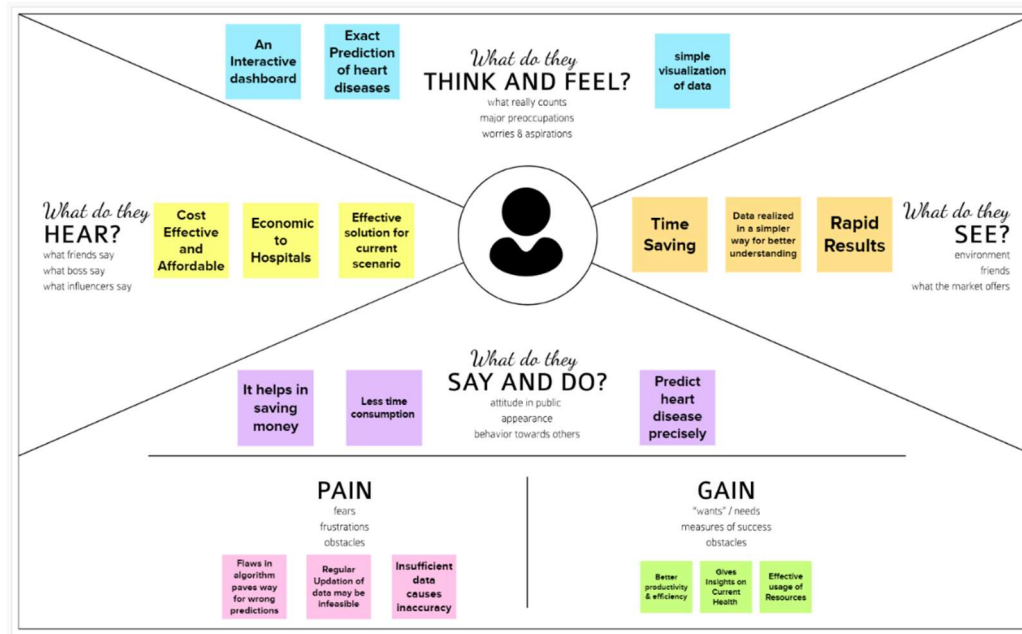 An
Interactive
dashboard
Exact
Prediction
of heart
diseases
What do they
THINK AND FEEL?
what really counts
major preoccupations
worries & aspirations
simple
visualization
of data
What do they
HEAR?
what friends say
what boss say
what influencers say
Cost
Effective
and
Affordable
Economic
to
Hospitals
Effective
solution for
current
scenario
Time
Saving
Data realized
in a simpler
way for better
understanding
Rapid
Results
What do they
SEE?
environment
friends
what the market offers
It helps in
saving
money
Less time
consumption
What do they
SAY AND DO?
attitude in public
appearance
behavior towards others
Predict
heart
disease
precisely
PAIN
fears
frustrations
obstacles
Flaws in
algorithm
paves way
for wrong
predictions
Regular
Updation of
data may be
infeasible
Insufficient
data
causes
inaccuracy
GAIN
"wants" / needs
measures of success
obstacles
Better
productivity
& efficiency
Gives
Insights on
Current
Health
Effective
usage of
Resources